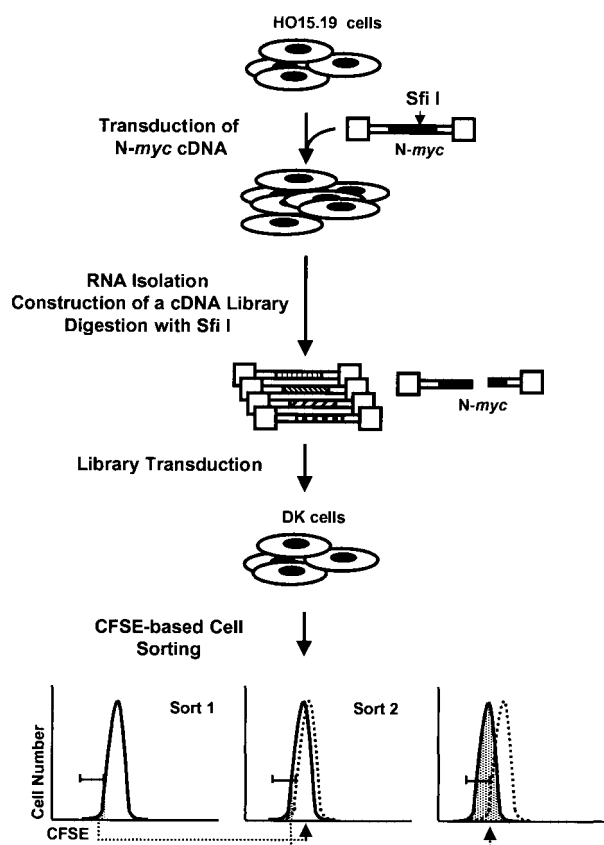 HO15.19 cells
Sfi I
Transduction of
N-myc cDNA
N-myc
RNA Isolation
Construction of a cDNA Library
Digestion with Sfi I
N-myc
Library Transduction
DK cells
CFSE-based Cell
Sorting
Sort 1
Sort 2
Cell Number
CFSE